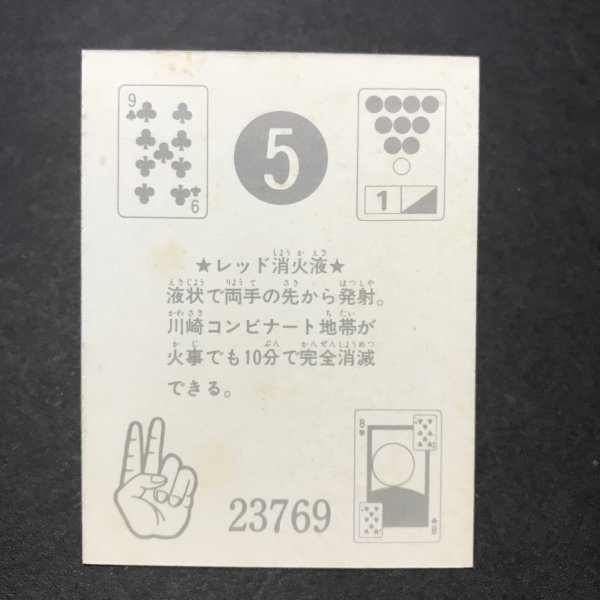 9
5
1
★レッド消火液★
液状で両手の先から発射。
川崎コンビナート地帯が
火事でも10分で完全消滅
できる。
23769
8
8
9